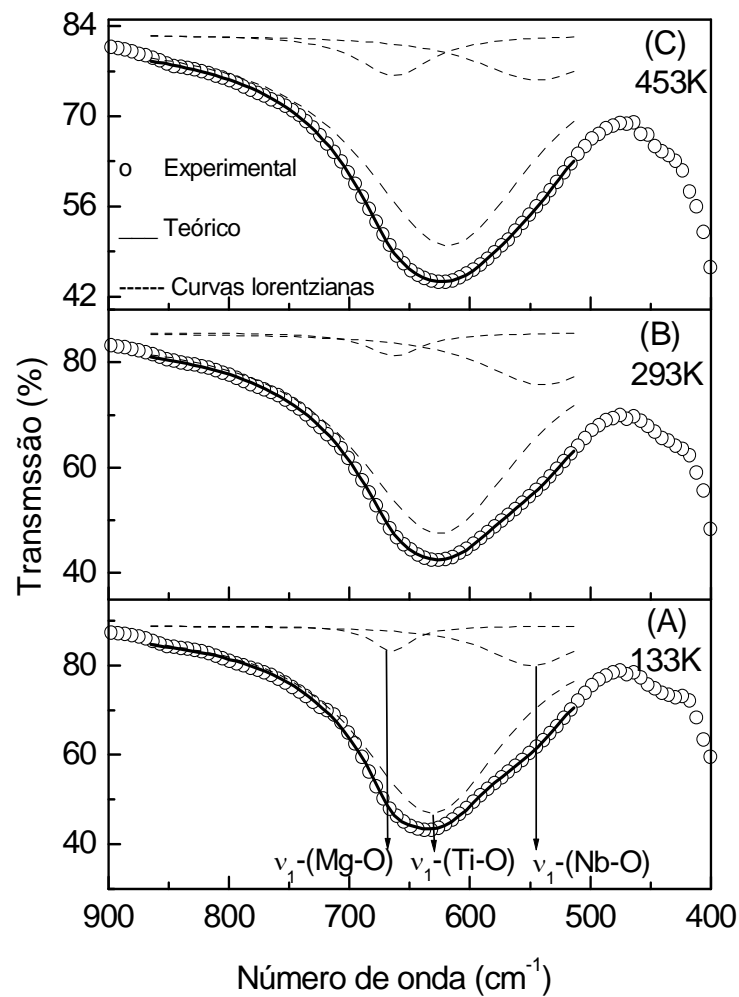 84
70
56
42
(C)
453K
o Experimental
___ Teórico
------ Curvas lorentzianas
80
60
40
(B)
293K
80
60
40
(A)
133K
ν₁-(Mg-O) ν₁-(Ti-O) ν₁-(Nb-O)
900 800 700 600 500 400
Transmssão (%)
Número de onda (cm⁻¹)